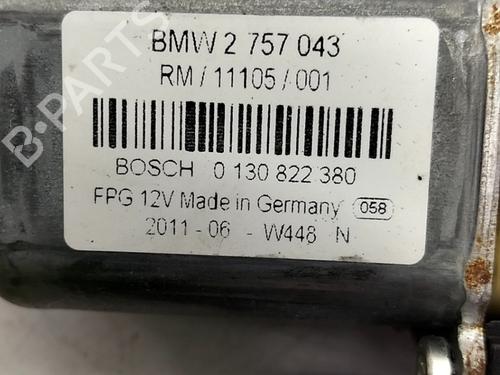 BMW 2 757 043
RM / 11105 / 001
BOSCH 0 130 822 380
FPG 12V Made in Germany 058
2011 - 06 - W448 N
B-PARTS